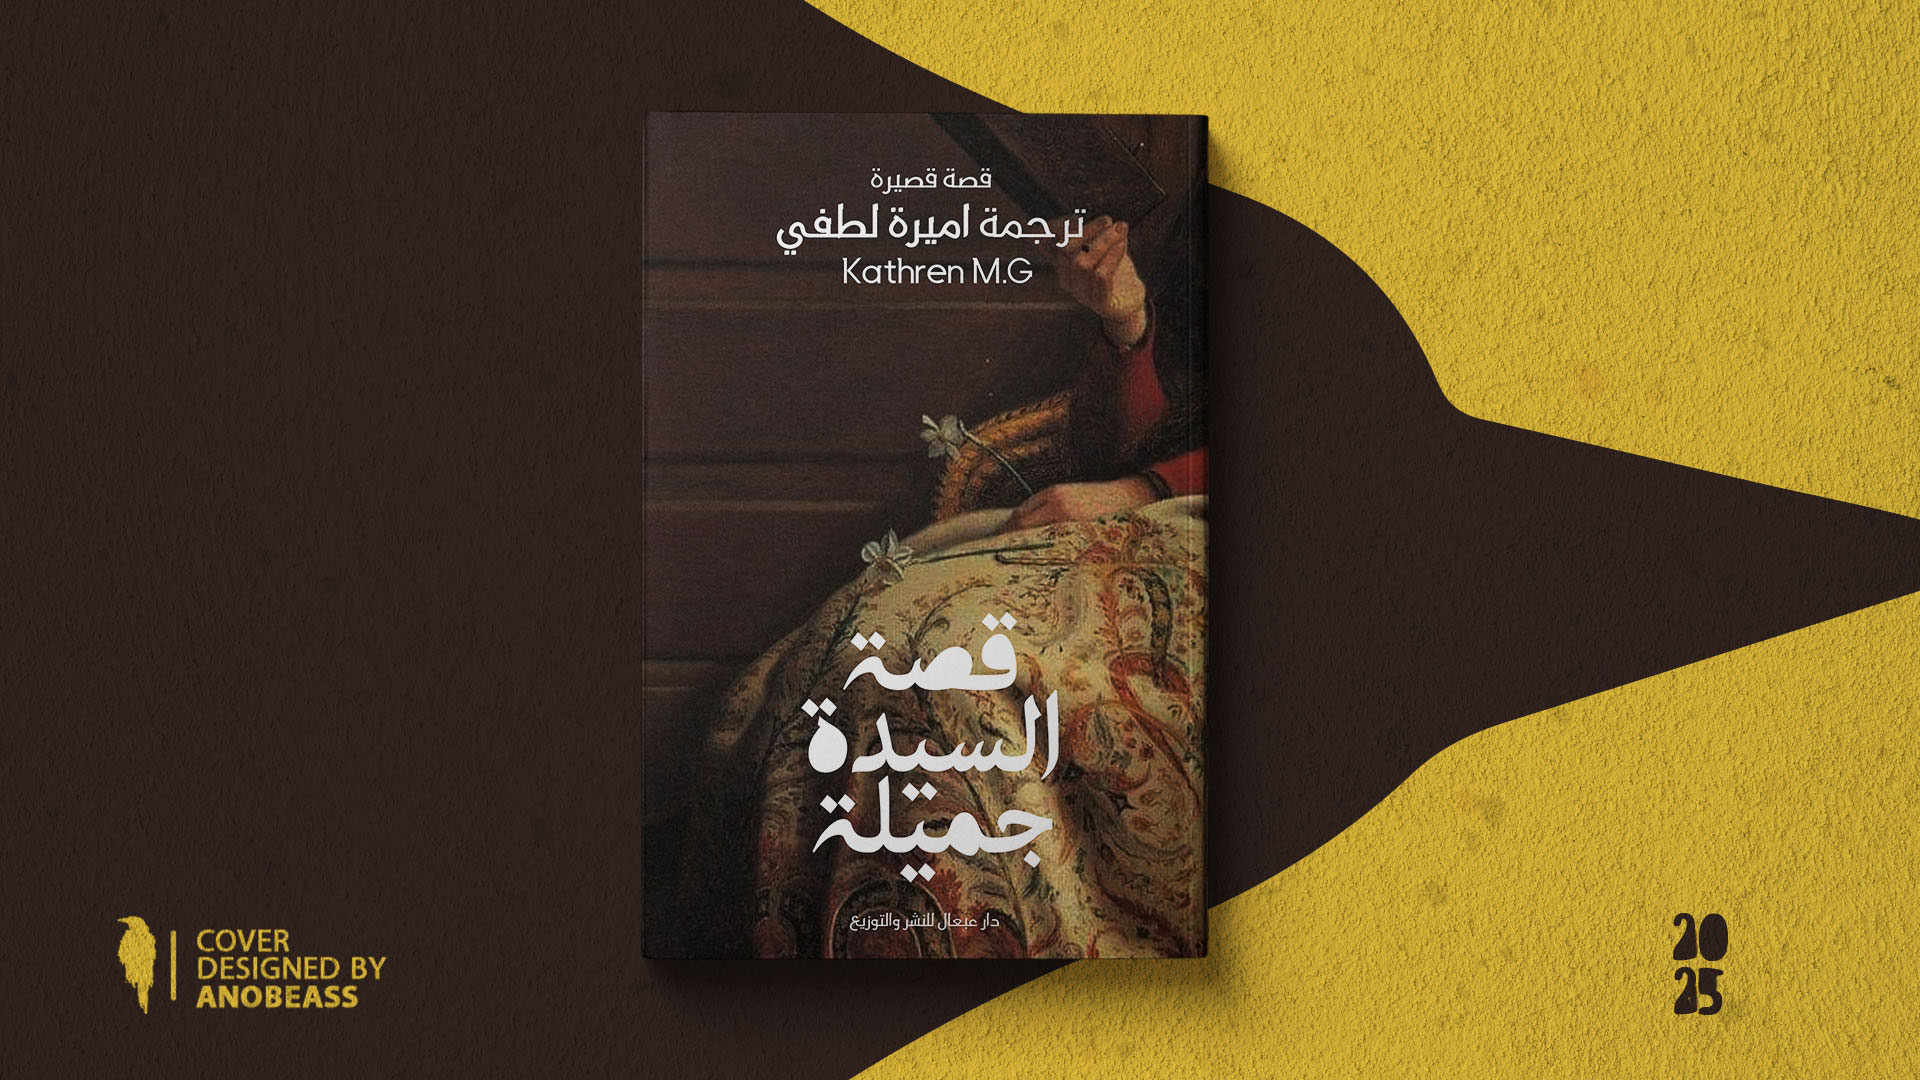 قصة قصيرة
ترجمة اميرة لطفي
Kathren M.G
قصة
السيدة
جميلة
دار عبعال للنشر والتوزيع
COVER
DESIGNED BY
ANOBEASS
20
25